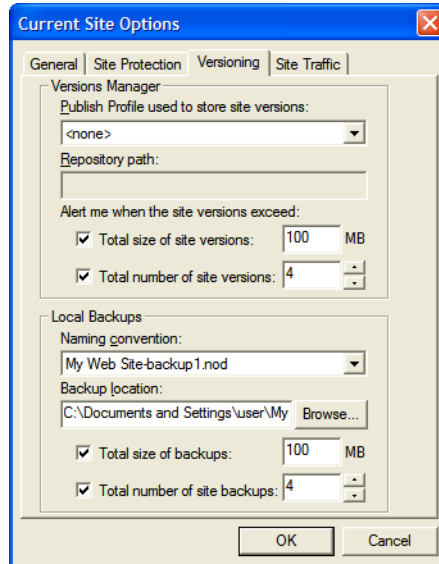 Current Site Options
General Site Protection Versioning Site Traffic
Versions Manager
Publish Profile used to store site versions:
<none>
Repository path:
Alert me when the site versions exceed:
Total size of site versions: 100 MB
Total number of site versions: 4
Local Backups
Naming convention:
My Web Site-backup1.nod
Backup location:
C:\Documents and Settings\user\My Browse...
Total size of backups: 100 MB
Total number of site backups: 4
OK Cancel